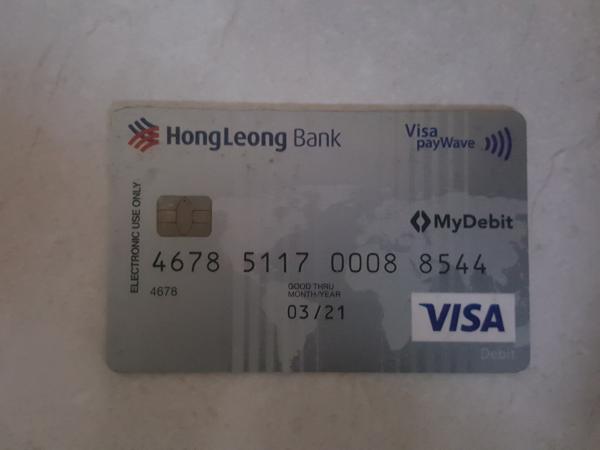 HongLeong Bank
Visa
payWave
ELECTRONIC USE ONLY
MyDebit
4678 5117 0008 8544
4678
GOOD THRU
MONTH/YEAR
03/21
VISA
Debit